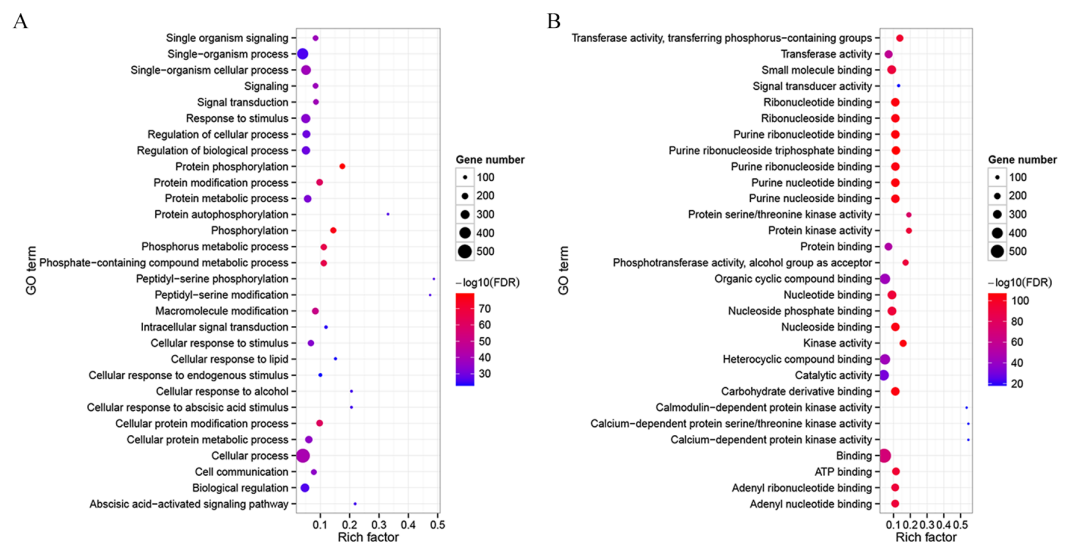 A
Single organism signaling
Single−organism process
Single−organism cellular process
Signaling
Signal transduction
Response to stimulus
Regulation of cellular process
Regulation of biological process
Protein phosphorylation
Protein modification process
Protein metabolic process
Protein autophosphorylation
Phosphorylation
Phosphorus metabolic process
Phosphate−containing compound metabolic process
Peptidyl−serine phosphorylation
Peptidyl−serine modification
Macromolecule modification
Intracellular signal transduction
Cellular response to stimulus
Cellular response to lipid
Cellular response to endogenous stimulus
Cellular response to alcohol
Cellular response to abscisic acid stimulus
Cellular protein modification process
Cellular protein metabolic process
Cellular process
Cell communication
Biological regulation
Abscisic acid−activated signaling pathway
GO term
0.1 0.2 0.3 0.4 0.5
Rich factor
Gene number
100
200
300
400
500
−log10(FDR)
70
60
50
40
30
B
Transferase activity, transferring phosphorus−containing groups
Transferase activity
Small molecule binding
Signal transducer activity
Ribonucleotide binding
Ribonucleoside binding
Purine ribonucleotide binding
Purine ribonucleoside triphosphate binding
Purine ribonucleoside binding
Purine nucleotide binding
Purine nucleoside binding
Protein serine/threonine kinase activity
Protein kinase activity
Protein binding
Phosphotransferase activity, alcohol group as acceptor
Organic cyclic compound binding
Nucleotide binding
Nucleoside phosphate binding
Nucleoside binding
Kinase activity
Heterocyclic compound binding
Catalytic activity
Carbohydrate derivative binding
Calmodulin−dependent protein kinase activity
Calcium−dependent protein serine/threonine kinase activity
Calcium−dependent protein kinase activity
Binding
ATP binding
Adenyl ribonucleotide binding
Adenyl nucleotide binding
GO term
0.1 0.2 0.3 0.4 0.5
Rich factor
Gene number
100
200
300
400
500
−log10(FDR)
100
80
60
40
20